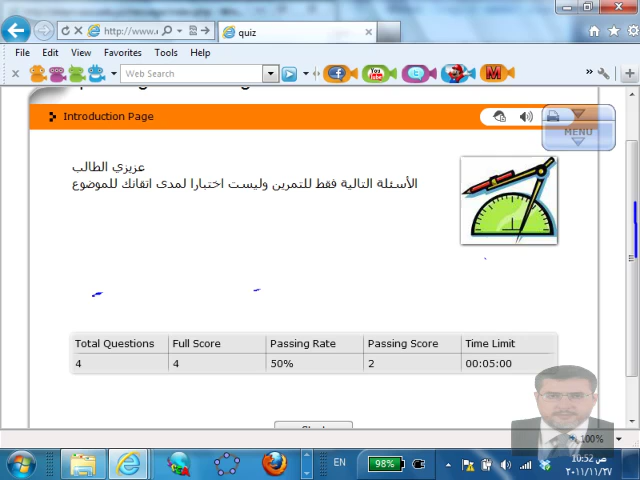 http://www.
quiz
File Edit View Favorites Tools Help
Web Search
Introduction Page
MENU
عزيزي الطالب
الأسئلة التالية فقط للتمرين وليست اختبارا لمدى اتقانك للموضوع
Total Questions Full Score Passing Rate Passing Score Time Limit
4 4 50% 2 00:05:00
100%
EN 98% 10:52 ص
٢٠١١/١١/٢٧